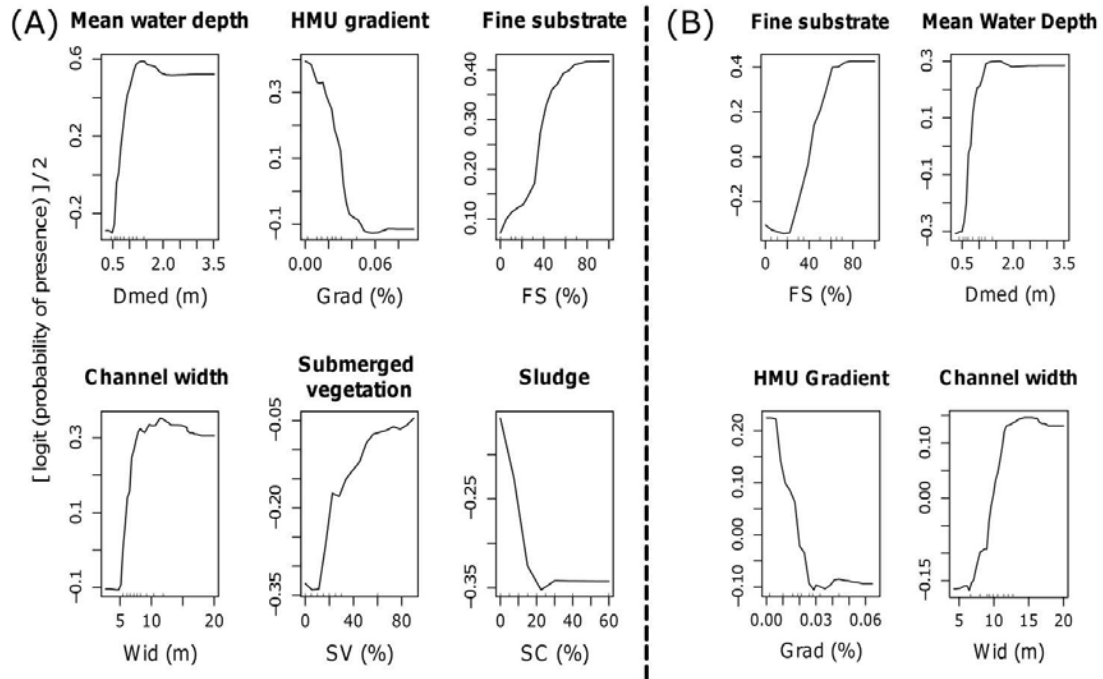 (A)
Mean water depth
HMU gradient
Fine substrate
(B)
Fine substrate
Mean Water Depth
[ logit (probability of presence) ] / 2
0.6
0.2
-0.2
0.5 2.0 3.5
Dmed (m)
0.3
0.1
-0.1
0.00 0.06
Grad (%)
0.40
0.30
0.20
0.10
0 40 80
FS (%)
0.4
0.2
0.0
-0.2
0 40 80
FS (%)
0.3
0.1
-0.1
-0.3
0.5 2.0 3.5
Dmed (m)
Channel width
Submerged
vegetation
Sludge
HMU Gradient
Channel width
0.3
0.1
-0.1
5 10 20
Wid (m)
-0.05
-0.20
-0.35
0 40 80
SV (%)
-0.25
-0.35
0 20 40 60
SC (%)
0.20
0.10
0.00
-0.10
0.00 0.03 0.06
Grad (%)
0.10
0.00
-0.15
5 10 15 20
Wid (m)